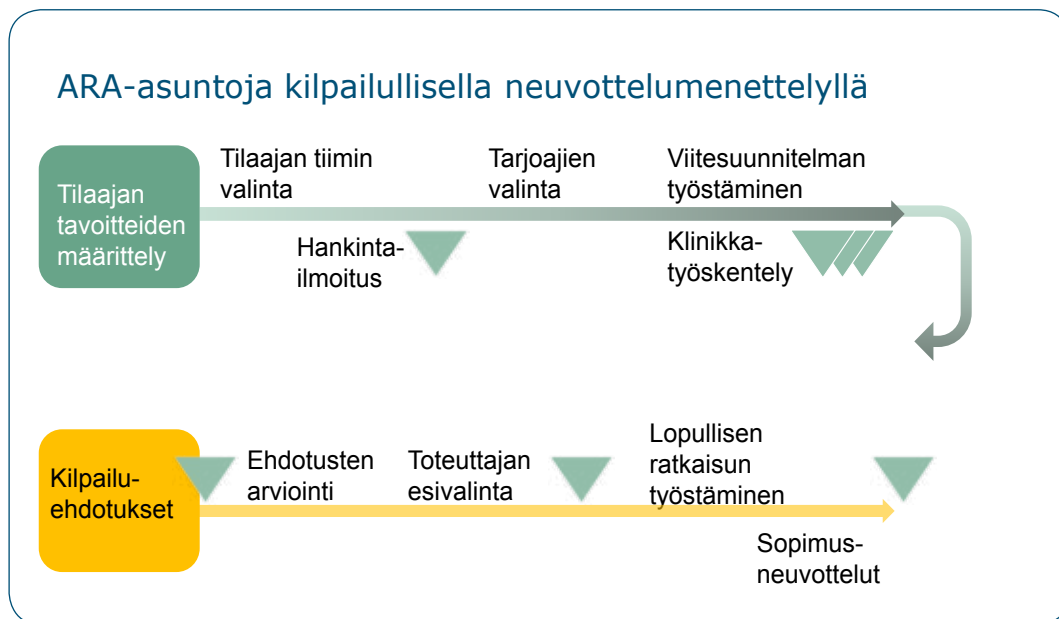 ARA-asuntoja kilpailullisella neuvottelumenettelyllä
Tilaajan
tavoitteiden
määrittely
Tilaajan tiimin
valinta
Hankinta-
ilmoitus
Tarjoajien
valinta
Viitesuunnitelman
työstäminen
Klinikka-
työskentely
Kilpailu-
ehdotukset
Ehdotusten
arviointi
Toteuttajan
esivalinta
Lopullisen
ratkaisun
työstäminen
Sopimus-
neuvottelut